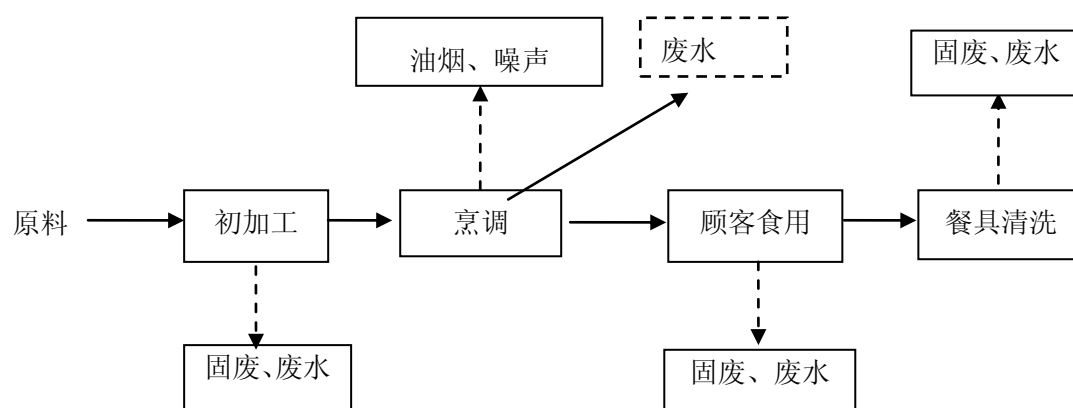 油烟、噪声
废水
固废、废水
原料
初加工
烹调
顾客食用
餐具清洗
固废、废水
固废、废水